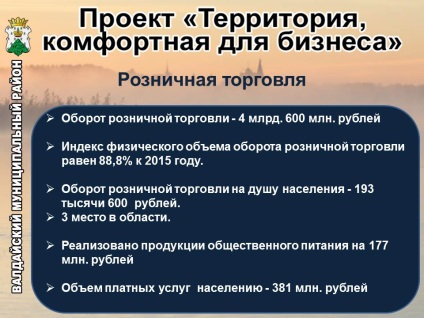 Проект «Территория,
комфортная для бизнеса»
Розничная торговля
ВАЛДАЙСКИЙ МУНИЦИПАЛЬНЫЙ РАЙОН
➢ Оборот розничной торговли - 4 млрд. 600 млн. рублей
➢ Индекс физического объема оборота розничной торговли
равен 88,8% к 2015 году.
➢ Оборот розничной торговли на душу населения - 193
тысячи 600 рублей.
➢ 3 место в области.
➢ Реализовано продукции общественного питания на 177
млн. рублей
➢ Объем платных услуг населению - 381 млн. рублей